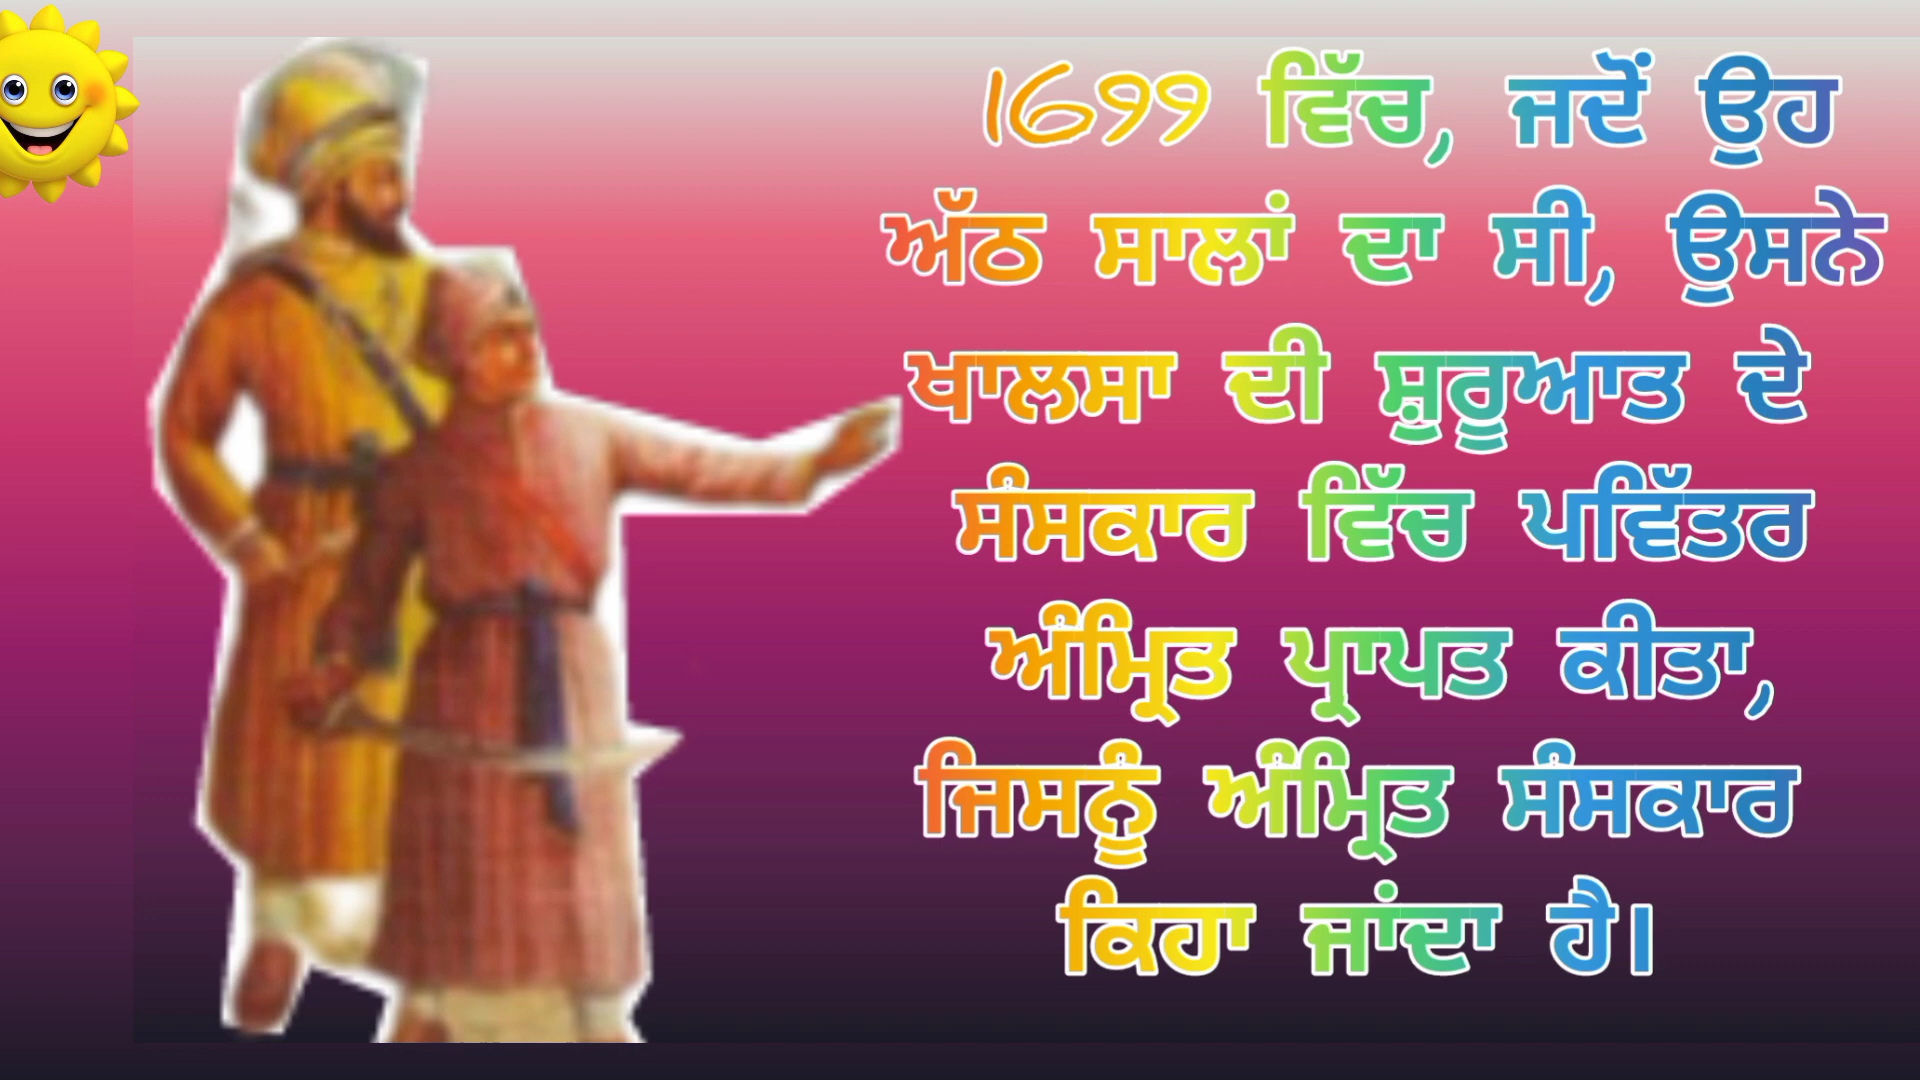 1699 ਵਿੱਚ, ਜਦੋਂ ਉਹ
ਅੱਠ ਸਾਲਾਂ ਦਾ ਸੀ, ਉਸਨੇ
ਖਾਲਸਾ ਦੀ ਸ਼ੁਰੂਆਤ ਦੇ
ਸੰਸਕਾਰ ਵਿੱਚ ਪਵਿੱਤਰ
ਅੰਮ੍ਰਿਤ ਪ੍ਰਾਪਤ ਕੀਤਾ,
ਜਿਸਨੂੰ ਅੰਮ੍ਰਿਤ ਸੰਸਕਾਰ
ਕਿਹਾ ਜਾਂਦਾ ਹੈ।